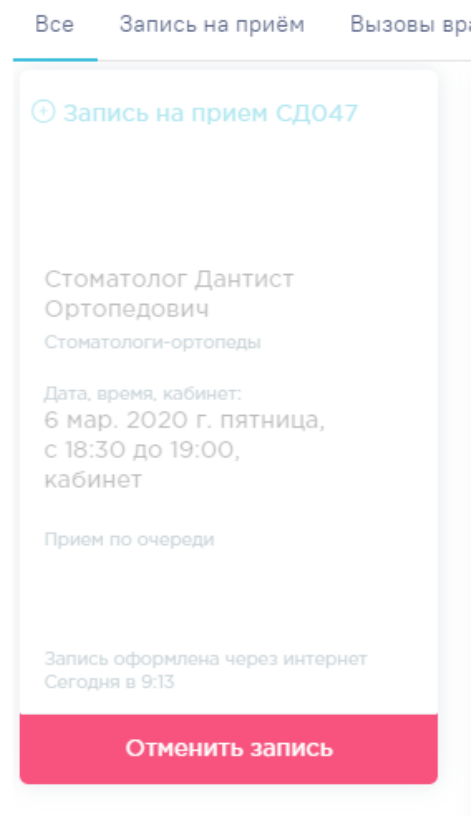 Все Запись на приём Вызовы вра
Запись на прием СД047
Стоматолог Дантист
Ортопедович
Стоматологи-ортопеды
Дата, время, кабинет:
6 мар. 2020 г. пятница,
с 18:30 до 19:00,
кабинет
Прием по очереди
Запись оформлена через интернет
Сегодня в 9:13
Отменить запись